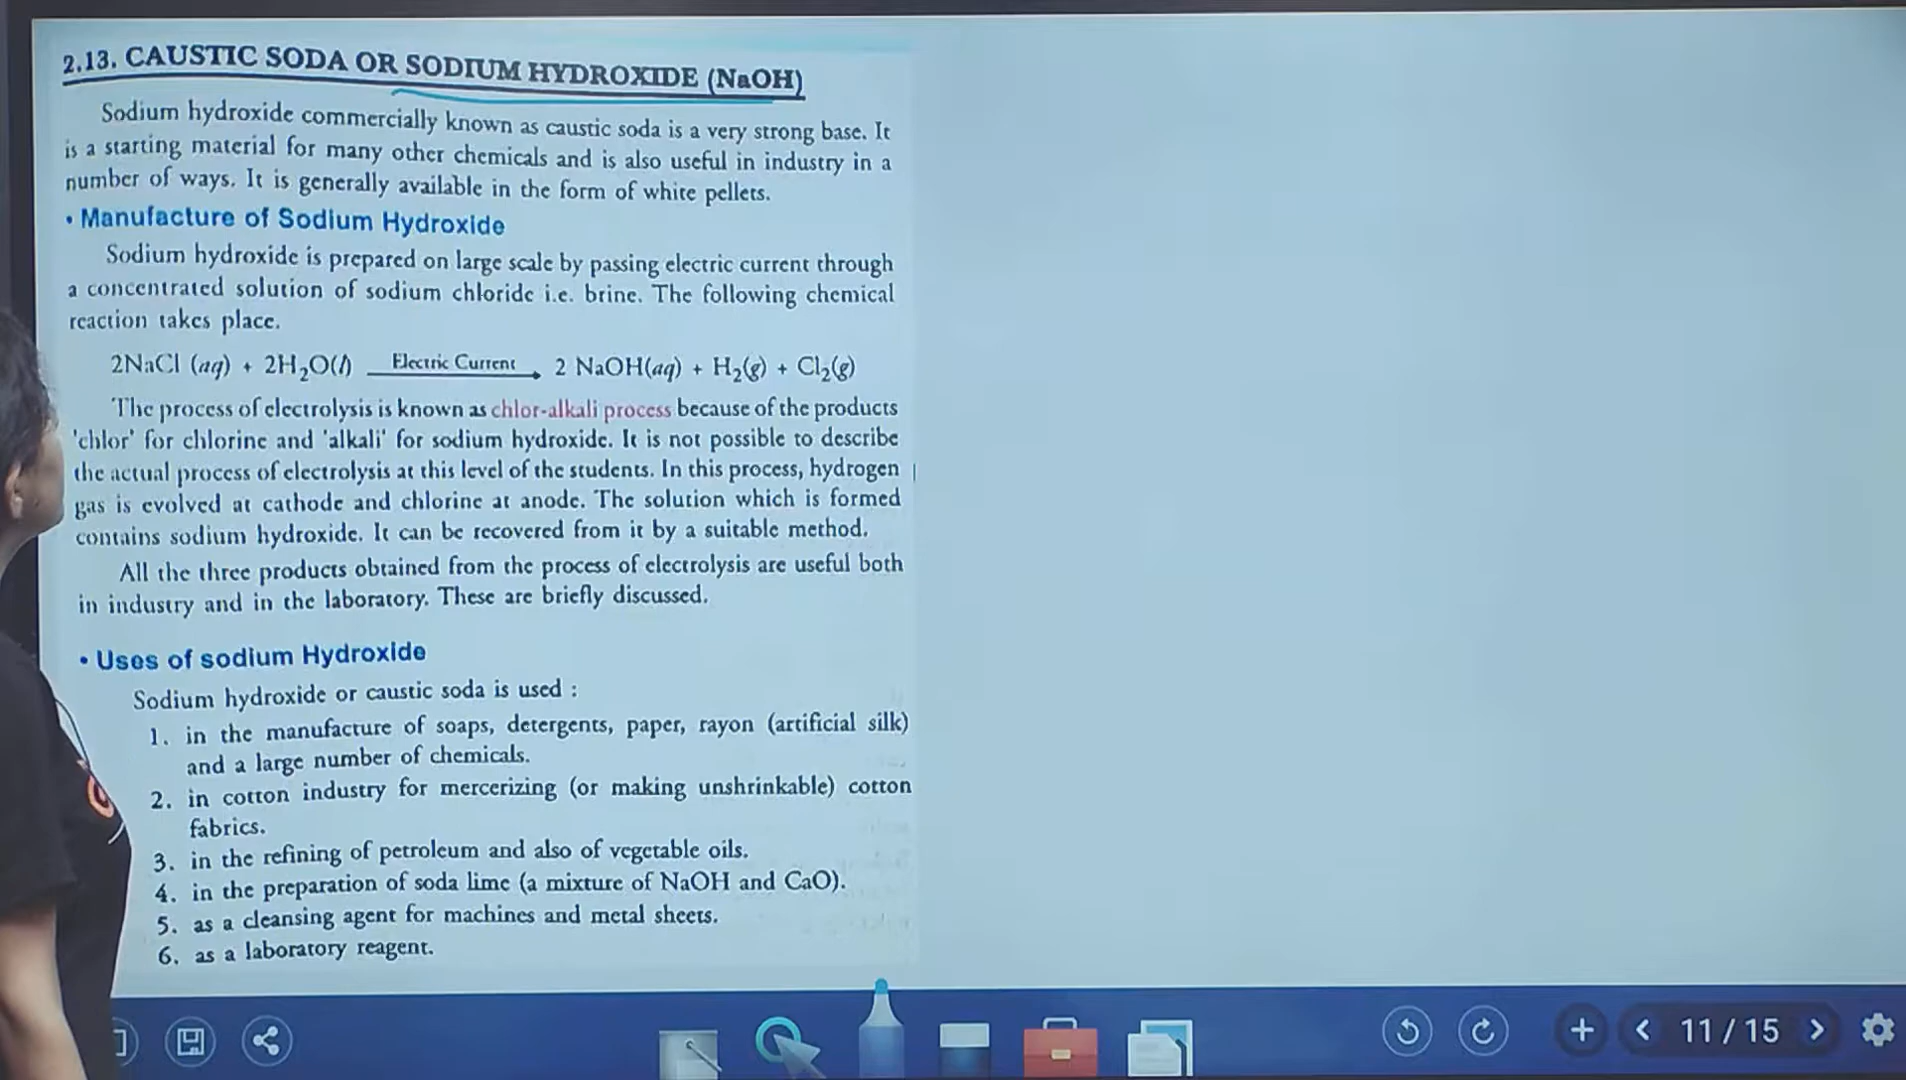 2.13. CAUSTIC SODA OR SODIUM HYDROXIDE (NaOH)
Sodium hydroxide commercially known as caustic soda is a very strong base. It
is a starting material for many other chemicals and is also useful in industry in a
number of ways. It is generally available in the form of white pellets.
• Manufacture of Sodium Hydroxide
Sodium hydroxide is prepared on large scale by passing electric current through
a concentrated solution of sodium chloride i.e. brine. The following chemical
reaction takes place.
2NaCl (aq) + 2H₂O(l) Electric Current → 2 NaOH(aq) + H₂(g) + Cl₂(g)
The process of electrolysis is known as chlor-alkali process because of the products
'chlor' for chlorine and 'alkali' for sodium hydroxide. It is not possible to describe
the actual process of electrolysis at this level of the students. In this process, hydrogen
gas is evolved at cathode and chlorine at anode. The solution which is formed
contains sodium hydroxide. It can be recovered from it by a suitable method.
All the three products obtained from the process of electrolysis are useful both
in industry and in the laboratory. These are briefly discussed.
• Uses of sodium Hydroxide
Sodium hydroxide or caustic soda is used :
1. in the manufacture of soaps, detergents, paper, rayon (artificial silk)
and a large number of chemicals.
2. in cotton industry for mercerizing (or making unshrinkable) cotton
fabrics.
3. in the refining of petroleum and also of vegetable oils.
4. in the preparation of soda lime (a mixture of NaOH and CaO).
5. as a cleansing agent for machines and metal sheets.
6. as a laboratory reagent.
11 / 15